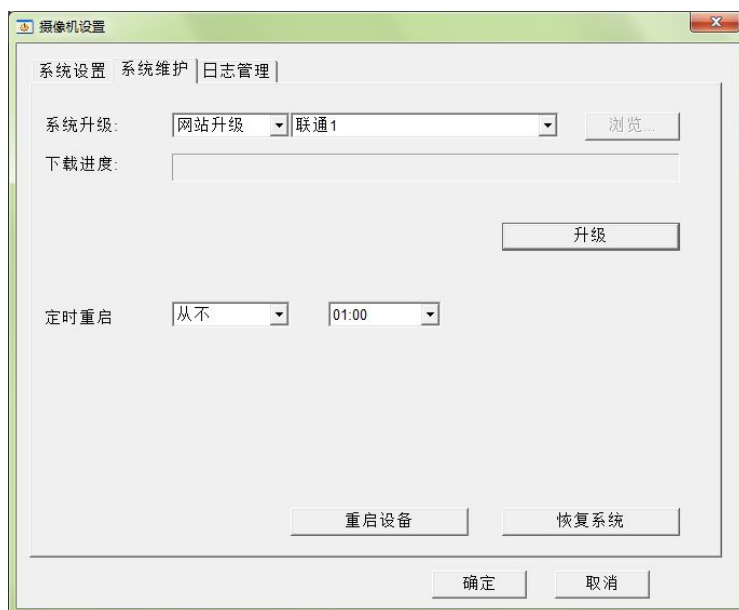 摄像机设置
系统设置 系统维护 日志管理
系统升级: 网站升级 联通1 浏览...
下载进度:
升级
定时重启 从不 01:00
重启设备 恢复系统
确定 取消